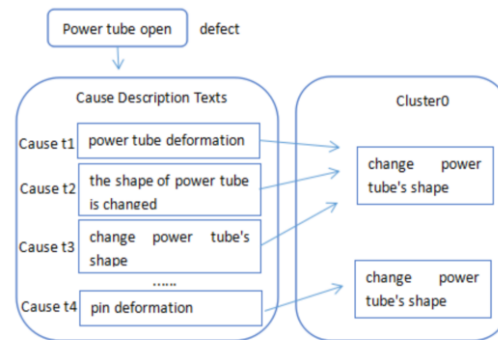 Power tube open defect
Cause Description Texts
Cluster0
Cause t1 power tube deformation
Cause t2 the shape of power tube
is changed
Cause t3 change power tube's
shape
......
Cause t4 pin deformation
change power
tube's shape
change power
tube's shape